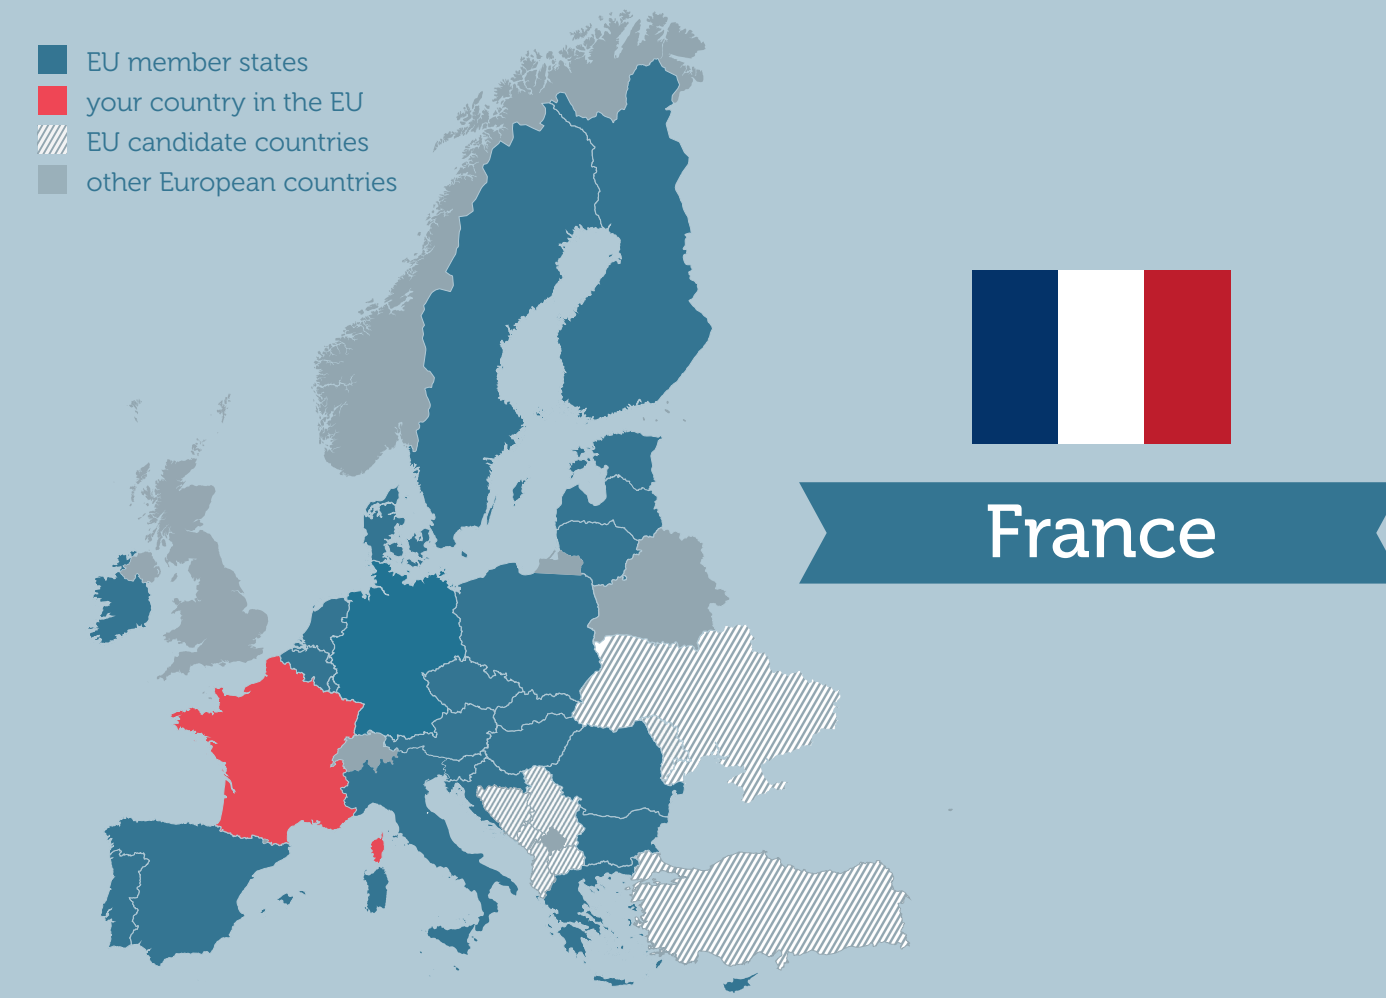 EU member states
your country in the EU
EU candidate countries
other European countries
France